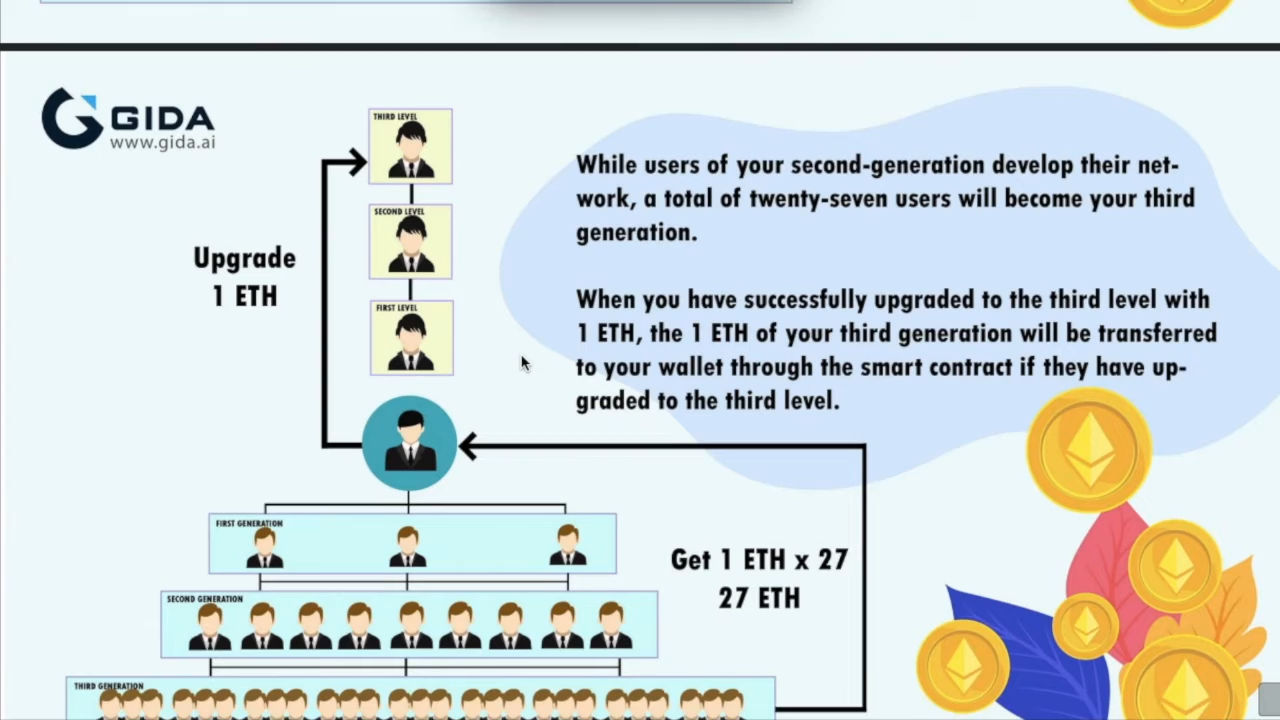 GIDA
www.gida.ai
THIRD LEVEL
SECOND LEVEL
FIRST LEVEL
Upgrade
1 ETH
While users of your second-generation develop their net-
work, a total of twenty-seven users will become your third
generation.
When you have successfully upgraded to the third level with
1 ETH, the 1 ETH of your third generation will be transferred
to your wallet through the smart contract if they have up-
graded to the third level.
FIRST GENERATION
SECOND GENERATION
THIRD GENERATION
Get 1 ETH x 27
27 ETH